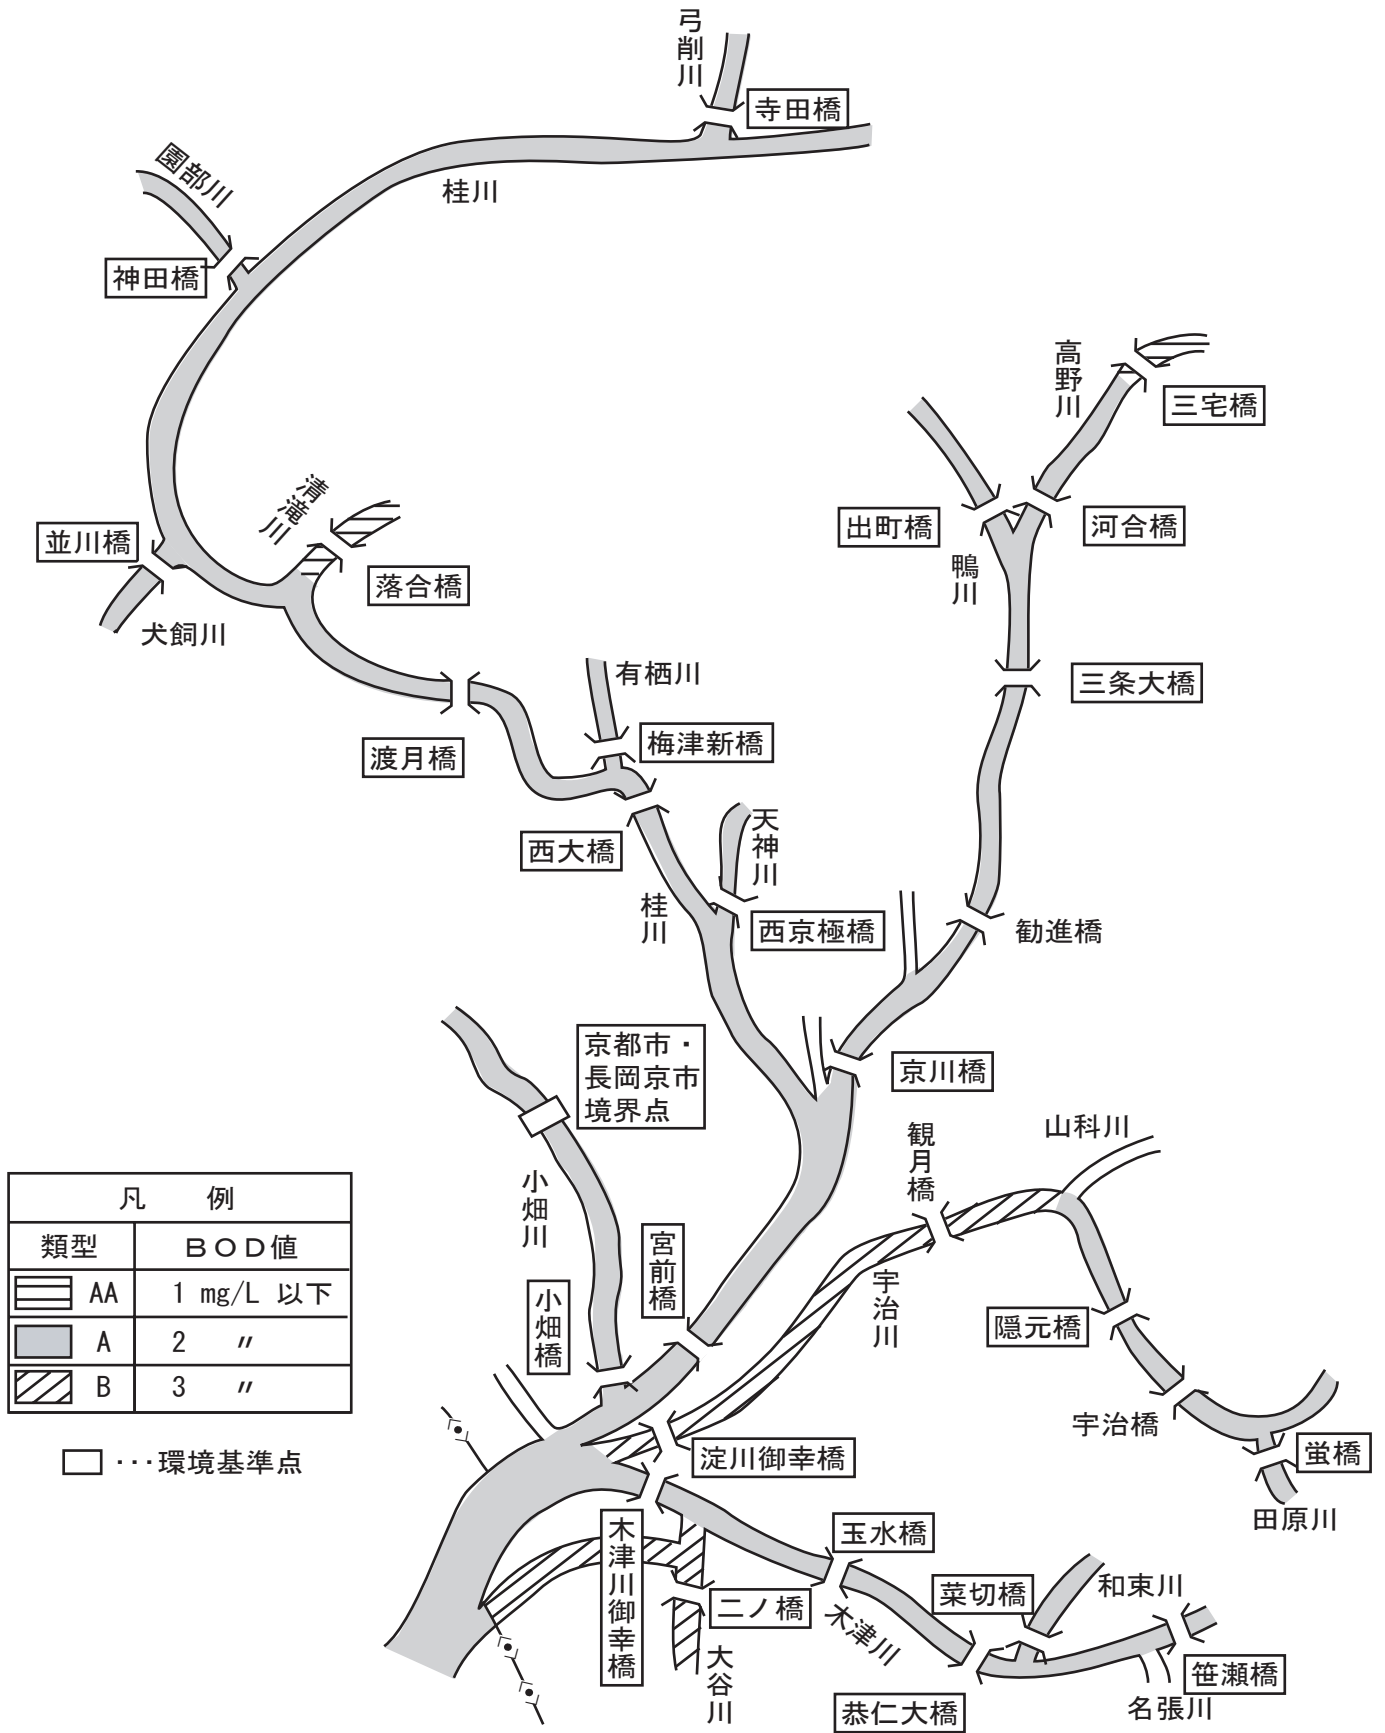 弓削川
寺田橋
園部川
桂川
神田橋
高野川
三宅橋
清滝川
並川橋
出町橋
河合橋
鴨川
落合橋
犬飼川
有栖川
三条大橋
梅津新橋
渡月橋
天神川
西大橋
桂川
西京極橋
勧進橋
京都市・
長岡京市
境界点
京川橋
山科川
観月橋
小畑川
宮前橋
宇治川
小畑橋
隠元橋
凡 例
類型 BOD値
AA 1 mg/L 以下
A 2 〃
B 3 〃
□ ･･･環境基準点
宇治橋
淀川御幸橋
蛍橋
田原川
木津川御幸橋
玉水橋
菜切橋
和束川
二ノ橋
木津川
大谷川
笹瀬橋
恭仁大橋
名張川